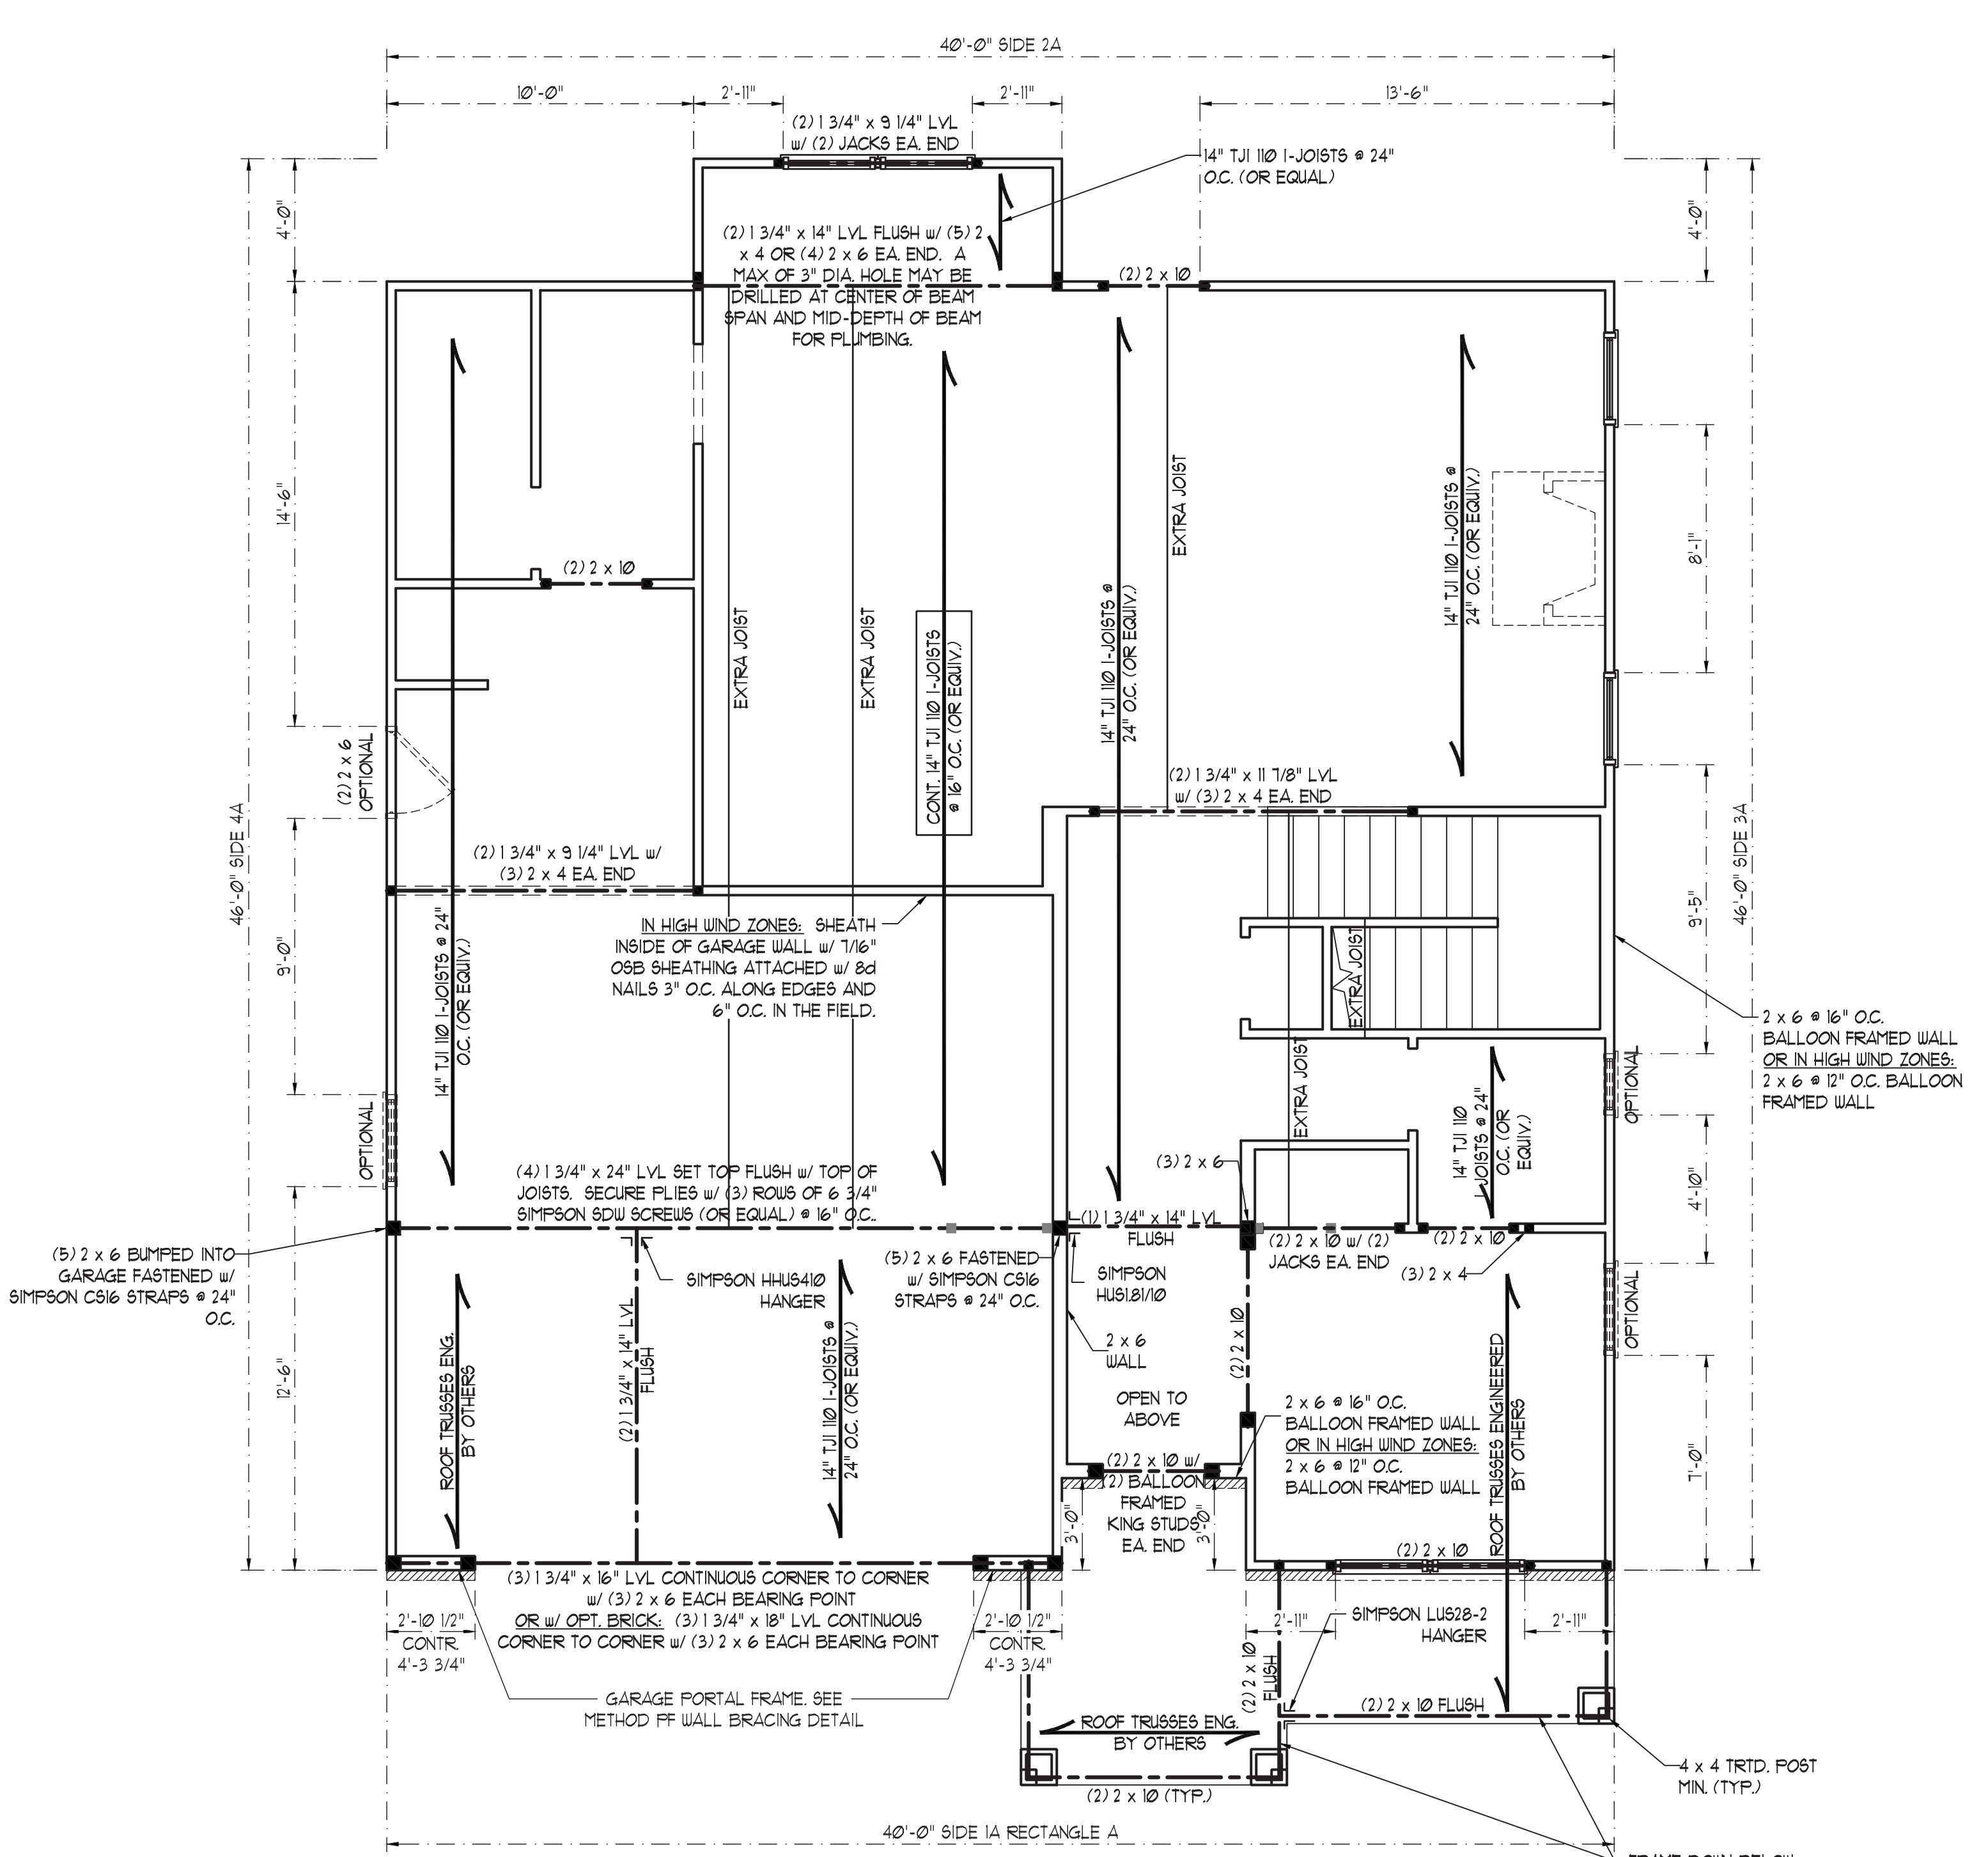 40'-0" SIDE 2A
10'-0"
2'-11"
2'-11"
13'-6"
(2) 1 3/4" x 9 1/4" LVL
w/ (2) JACKS EA. END
14" TJI 110 I-JOISTS @ 24"
O.C. (OR EQUAL)
4'-0"
4'-0"
(2) 1 3/4" x 14" LVL FLUSH w/ (5) 2
x 4 OR (4) 2 x 6 EA. END. A
MAX OF 3" DIA. HOLE MAY BE
DRILLED AT CENTER OF BEAM
SPAN AND MID-DEPTH OF BEAM
FOR PLUMBING.
(2) 2 x 10
14'-6"
EXTRA JOIST
14" TJI 110 I-JOISTS @
24" O.C. (OR EQUIV.)
8'-1"
(2) 2 x 10
EXTRA JOIST
EXTRA JOIST
CONT. 14" TJI 110 I-JOISTS
@ 16" O.C. (OR EQUIV.)
14" TJI 110 I-JOISTS @
24" O.C. (OR EQUIV.)
(2) 2 x 6
OPTIONAL
(2) 1 3/4" x 11 7/8" LVL
w/ (3) 2 x 4 EA. END
46'-0" SIDE 4A
46'-0" SIDE 3A
(2) 1 3/4" x 9 1/4" LVL w/
(3) 2 x 4 EA. END
9'-5"
9'-0"
14" TJI 110 I-JOISTS @ 24"
O.C. (OR EQUIV.)
IN HIGH WIND ZONES: SHEATH
INSIDE OF GARAGE WALL w/ 7/16"
OSB SHEATHING ATTACHED w/ 8d
NAILS 3" O.C. ALONG EDGES AND
6" O.C. IN THE FIELD.
EXTRA JOIST
2 x 6 @ 16" O.C.
BALLOON FRAMED WALL
OR IN HIGH WIND ZONES:
2 x 6 @ 12" O.C. BALLOON
FRAMED WALL
EXTRA JOIST
OPTIONAL
OPTIONAL
14" TJI 110
I-JOISTS @ 24"
O.C. (OR
EQUIV.)
4'-10"
(4) 1 3/4" x 24" LVL SET TOP FLUSH w/ TOP OF
JOISTS. SECURE PLIES w/ (3) ROWS OF 6 3/4"
SIMPSON SDW SCREWS (OR EQUAL) @ 16" O.C..
(3) 2 x 6
(1) 1 3/4" x 14" LVL
FLUSH
(2) 2 x 10 w/ (2)
JACKS EA. END
(2) 2 x 10
(3) 2 x 4
(5) 2 x 6 BUMPED INTO
GARAGE FASTENED w/
SIMPSON CS16 STRAPS @ 24"
O.C.
SIMPSON HHUS410
HANGER
(5) 2 x 6 FASTENED
w/ SIMPSON CS16
STRAPS @ 24" O.C.
SIMPSON
HUS1.81/10
OPTIONAL
12'-6"
ROOF TRUSSES ENG.
BY OTHERS
(2) 1 3/4" x 14" LVL
FLUSH
14" TJI 110 I-JOISTS @
24" O.C. (OR EQUIV.)
2 x 6
WALL
(2) 2 x 10
OPEN TO
ABOVE
2 x 6 @ 16" O.C.
BALLOON FRAMED WALL
OR IN HIGH WIND ZONES:
2 x 6 @ 12" O.C.
BALLOON FRAMED WALL
ROOF TRUSSES ENGINEERED
BY OTHERS
7'-0"
(2) 2 x 10 w/
(2) BALLOON
FRAMED
KING STUDS
EA. END
3'-0"
3'-0"
(2) 2 x 10
(3) 1 3/4" x 16" LVL CONTINUOUS CORNER TO CORNER
w/ (3) 2 x 6 EACH BEARING POINT
OR w/ OPT. BRICK: (3) 1 3/4" x 18" LVL CONTINUOUS
CORNER TO CORNER w/ (3) 2 x 6 EACH BEARING POINT
2'-10 1/2"
CONTR.
4'-3 3/4"
2'-10 1/2"
CONTR.
4'-3 3/4"
2'-11"
SIMPSON LUS28-2
HANGER
2'-11"
(2) 2 x 10
FLUSH
GARAGE PORTAL FRAME. SEE
METHOD PF WALL BRACING DETAIL
(2) 2 x 10 FLUSH
ROOF TRUSSES ENG.
BY OTHERS
4 x 4 TRTD. POST
MIN. (TYP.)
(2) 2 x 10 (TYP.)
40'-0" SIDE 1A RECTANGLE A